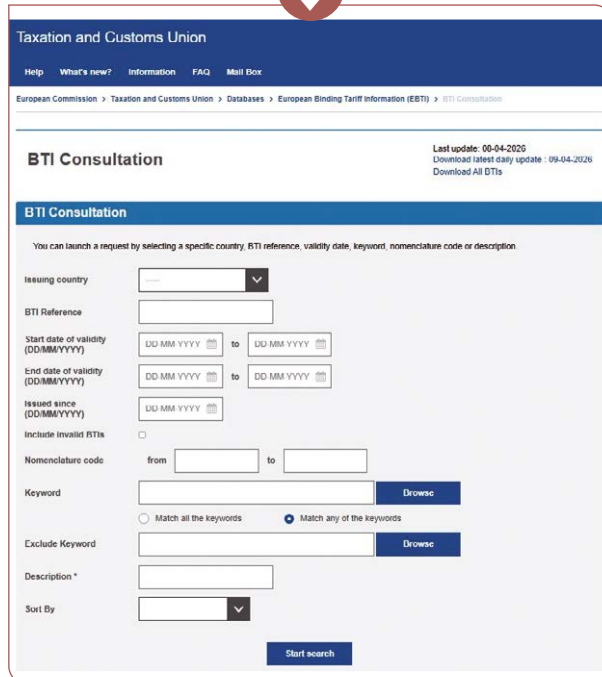 Taxation and Customs Union
Help What's new? Information FAQ Mail Box
European Commission > Taxation and Customs Union > Databases > European Binding Tariff Information (EBTI) > BTI Consultation
BTI Consultation
Last update: 08-04-2026
Download latest daily update : 09-04-2026
Download All BTIs
BTI Consultation
You can launch a request by selecting a specific country, BTI reference, validity date, keyword, nomenclature code or description.
Issuing country -----
BTI Reference
Start date of validity
(DD/MM/YYYY) DD-MM-YYYY to DD-MM-YYYY
End date of validity
(DD/MM/YYYY) DD-MM-YYYY to DD-MM-YYYY
Issued since
(DD/MM/YYYY) DD-MM-YYYY
Include invalid BTIs
Nomenclature code from to
Keyword Browse
Match all the keywords Match any of the keywords
Exclude Keyword Browse
Description *
Sort By
Start search